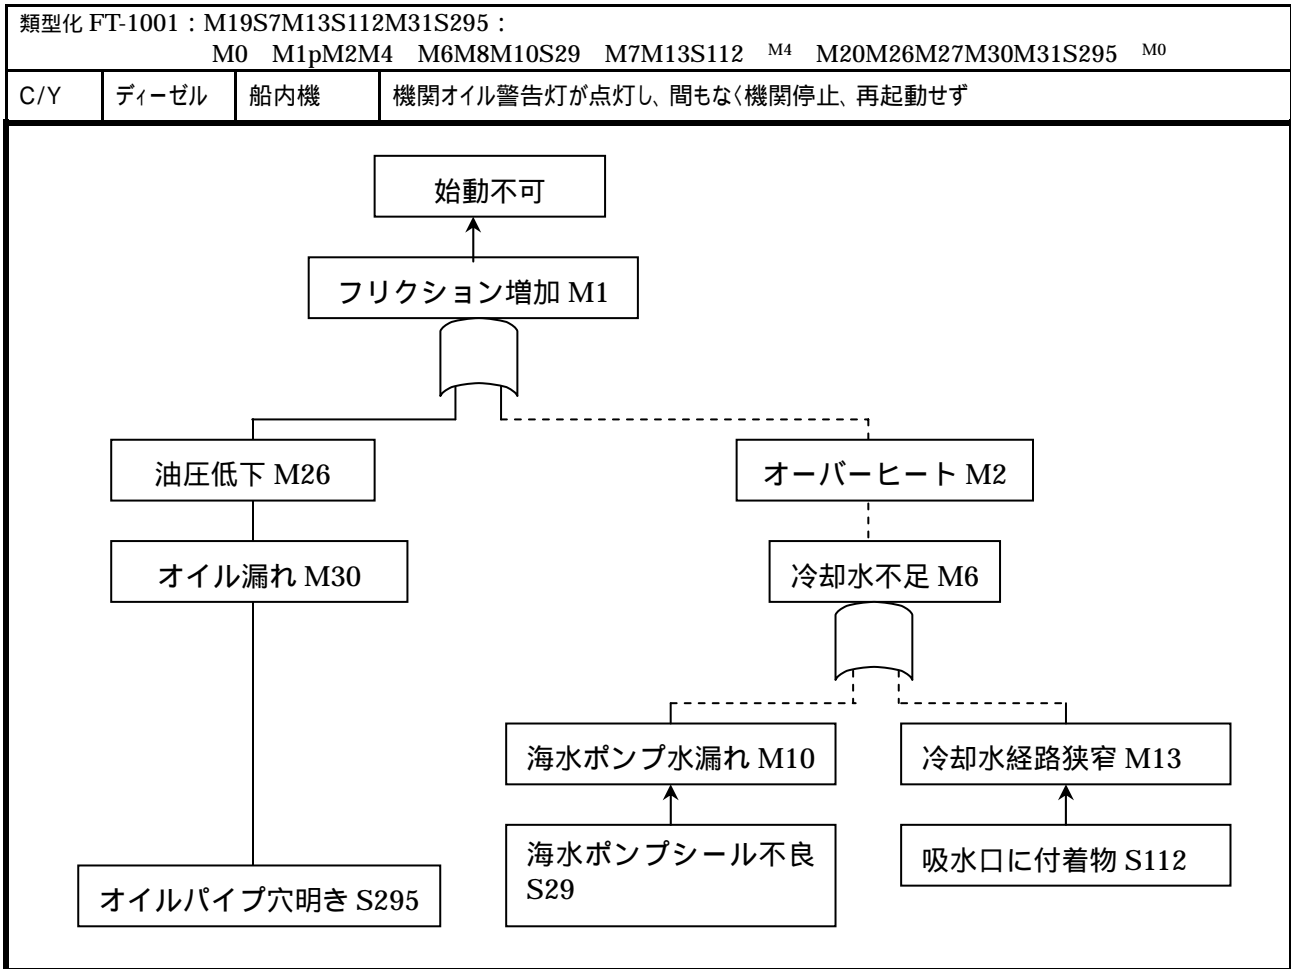 類型化 FT-1001：M19S7M13S112M31S295：
M0 M1pM2M4 M6M8M10S29 M7M13S112 M4 M20M26M27M30M31S295 M0
C/Y ディーゼル 船内機 機関オイル警告灯が点灯し、間もなく機関停止、再起動せず
始動不可
フリクション増加 M1
油圧低下 M26
オーバーヒート M2
オイル漏れ M30
冷却水不足 M6
海水ポンプ水漏れ M10
冷却水経路狭窄 M13
海水ポンプシール不良
S29
吸水口に付着物 S112
オイルパイプ穴明き S295